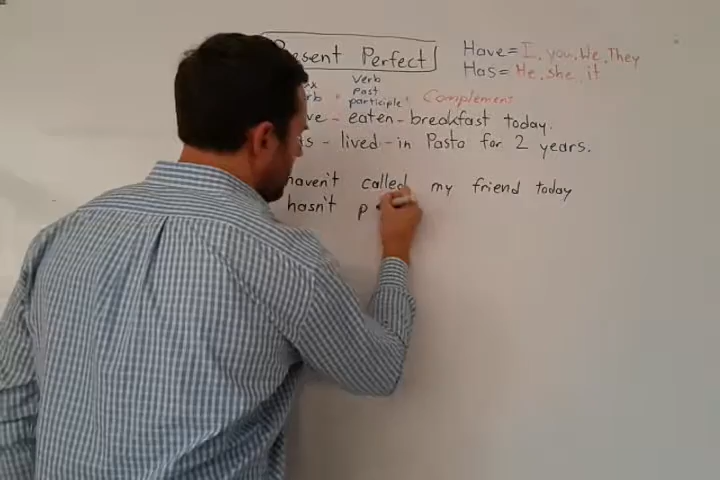 Present Perfect
Have = I, you, We, They
Has = He, she, it
Verb
Past
participle
Complement
- eaten - breakfast today.
- lived - in Pasto for 2 years.
haven't called my friend today
hasn't p